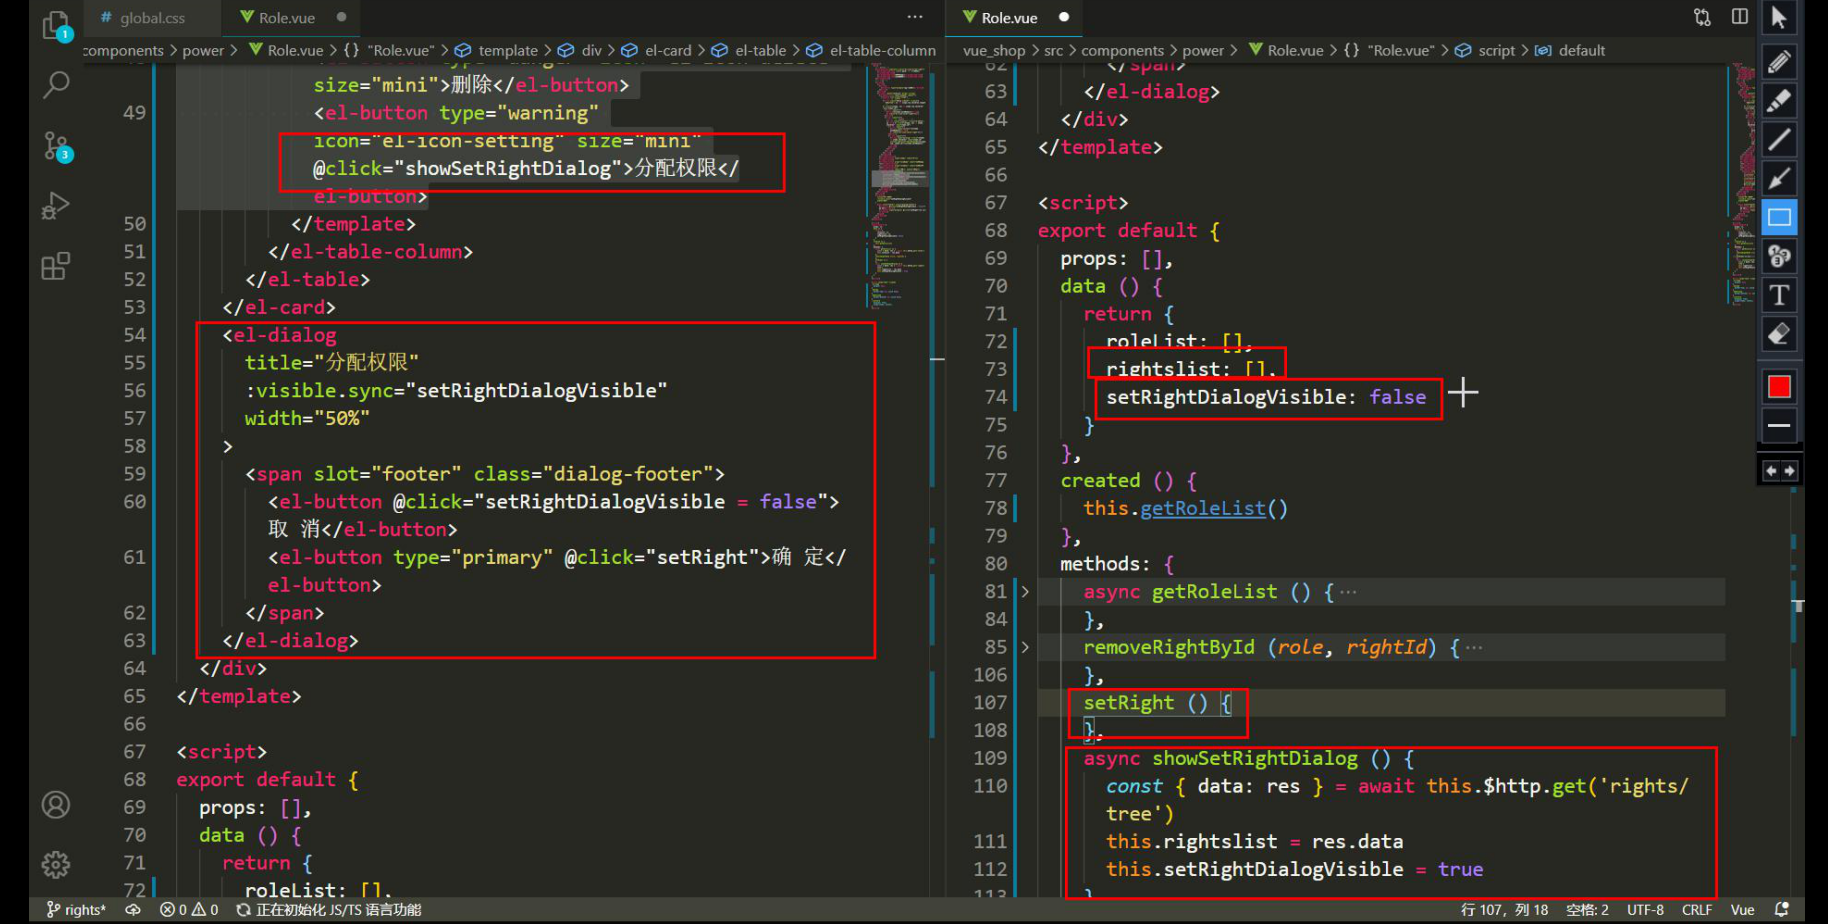 # global.css
Role.vue
···
Role.vue
components > power > Role.vue > {} "Role.vue" > template > div > el-card > el-table > el-table-column
vue_shop > src > components > power > Role.vue > {} "Role.vue" > script > default
size="mini">删除</el-button>
49 <el-button type="warning"
icon="el-icon-setting" size="mini"
@click="showSetRightDialog">分配权限</
el-button>
50 </template>
51 </el-table-column>
52 </el-table>
53 </el-card>
54 <el-dialog
55 title="分配权限"
56 :visible.sync="setRightDialogVisible"
57 width="50%"
58 >
59 <span slot="footer" class="dialog-footer">
60 <el-button @click="setRightDialogVisible = false">
取 消</el-button>
61 <el-button type="primary" @click="setRight">确 定</
el-button>
62 </span>
63 </el-dialog>
64 </div>
65 </template>
66
67 <script>
68 export default {
69 props: [],
70 data () {
71 return {
72 roleList: [],
62 </span>
63 </el-dialog>
64 </div>
65 </template>
66
67 <script>
68 export default {
69 props: [],
70 data () {
71 return {
72 roleList: [],
73 rightslist: [],
74 setRightDialogVisible: false
75 }
76 },
77 created () {
78 this.getRoleList()
79 },
80 methods: {
81 async getRoleList () {···
84 },
85 removeRightById (role, rightId) {···
106 },
107 setRight () {
108 },
109 async showSetRightDialog () {
110 const { data: res } = await this.$http.get('rights/
tree')
111 this.rightslist = res.data
112 this.setRightDialogVisible = true
113 }
1
3
T
rights*
0 0
正在初始化 JS/TS 语言功能
行 107，列 18
空格: 2
UTF-8
CRLF
Vue